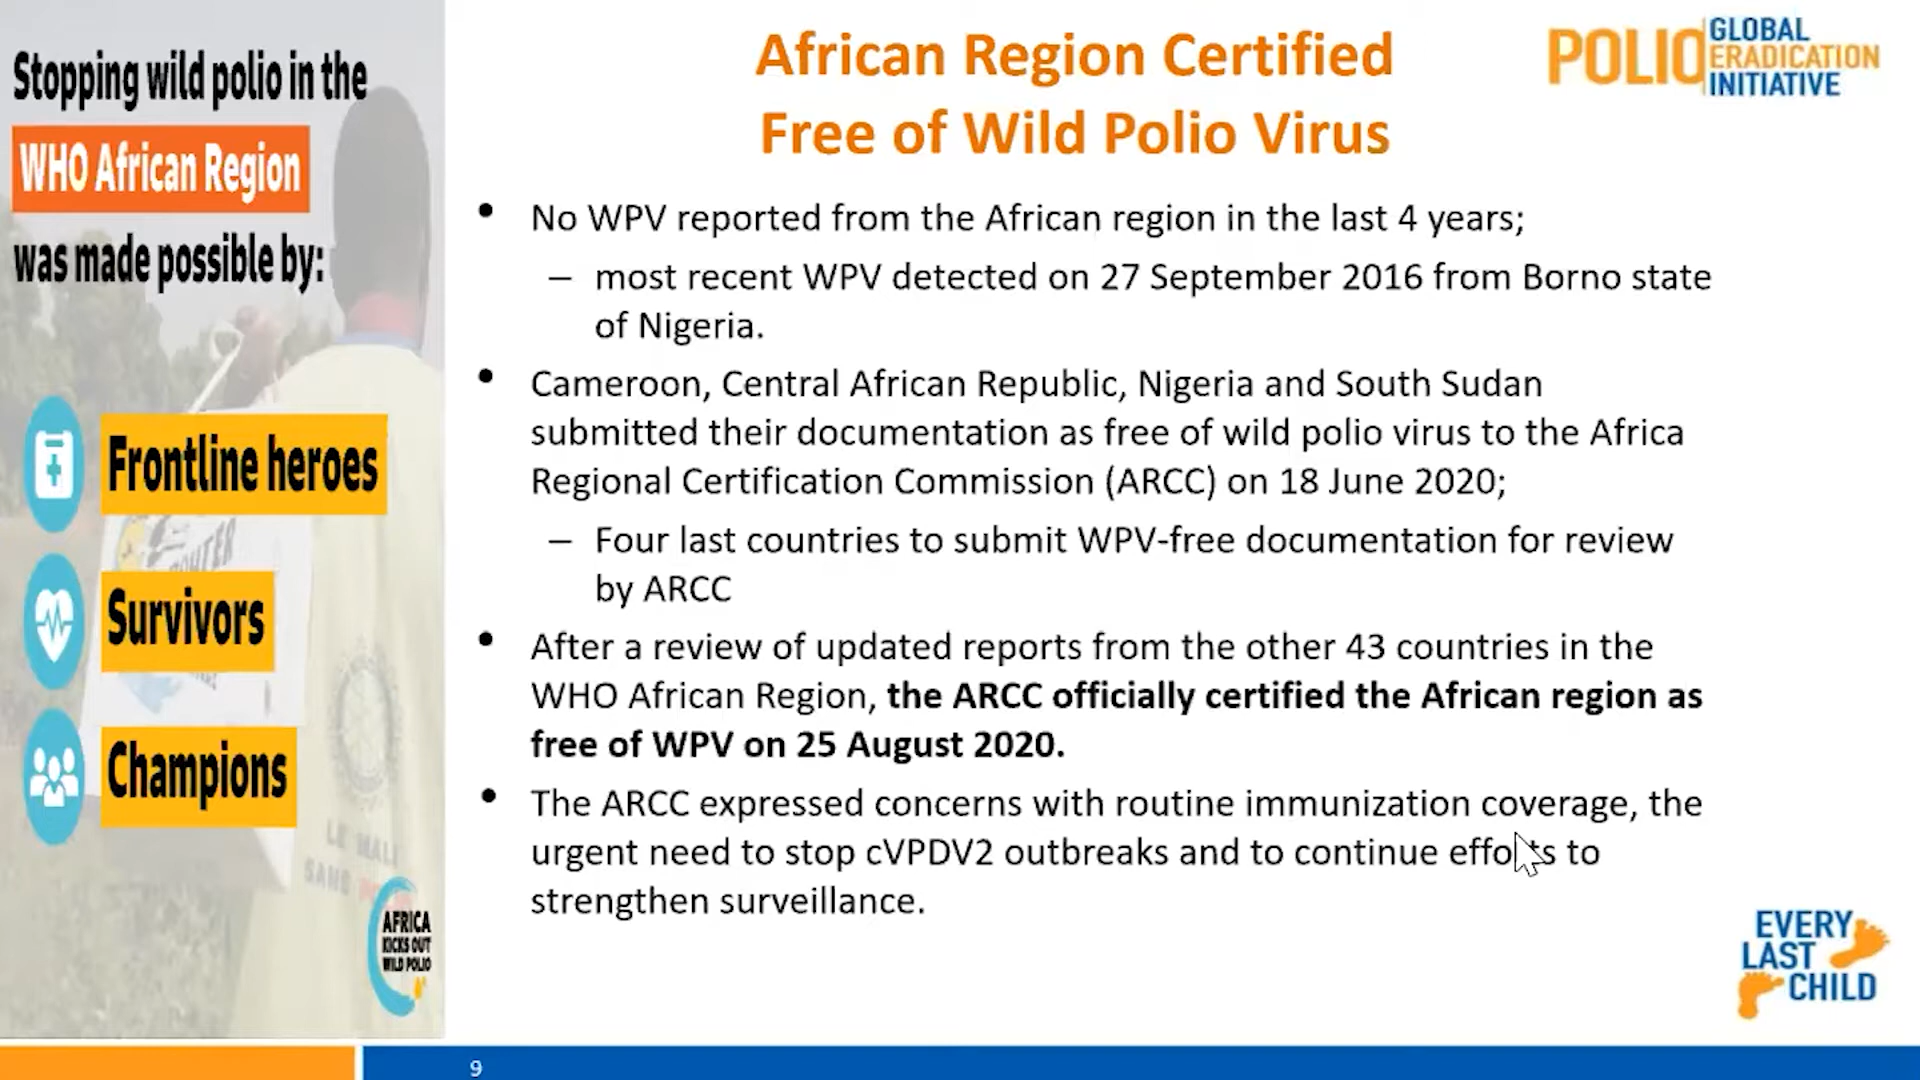 Stopping wild polio in the
WHO African Region
was made possible by:
Frontline heroes
Survivors
Champions
LE MALI
SANS
AFRICA
KICKS OUT
WILD POLIO
African Region Certified
Free of Wild Polio Virus
POLIO GLOBAL
ERADICATION
INITIATIVE
• No WPV reported from the African region in the last 4 years;
– most recent WPV detected on 27 September 2016 from Borno state
of Nigeria.
• Cameroon, Central African Republic, Nigeria and South Sudan
submitted their documentation as free of wild polio virus to the Africa
Regional Certification Commission (ARCC) on 18 June 2020;
– Four last countries to submit WPV-free documentation for review
by ARCC
• After a review of updated reports from the other 43 countries in the
WHO African Region, the ARCC officially certified the African region as
free of WPV on 25 August 2020.
• The ARCC expressed concerns with routine immunization coverage, the
urgent need to stop cVPDV2 outbreaks and to continue efforts to
strengthen surveillance.
EVERY
LAST
CHILD
9